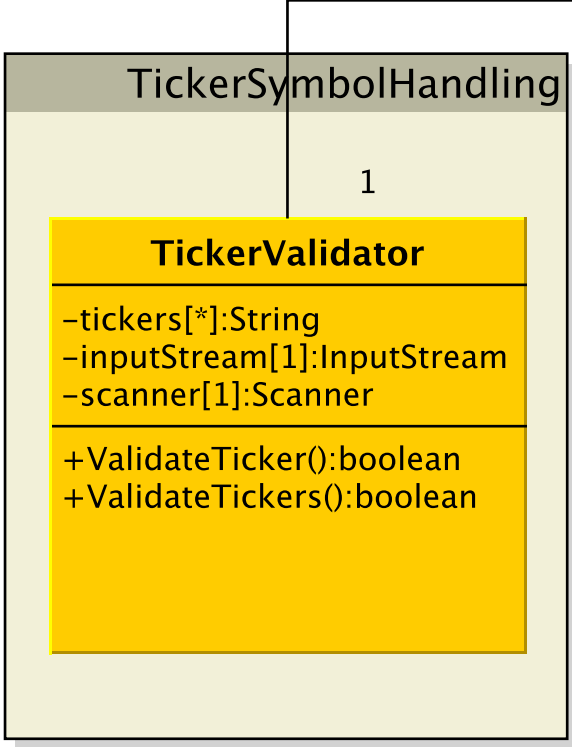 TickerSymbolHandling
1
TickerValidator
-tickers[*]:String
-inputStream[1]:InputStream
-scanner[1]:Scanner
+ValidateTicker():boolean
+ValidateTickers():boolean